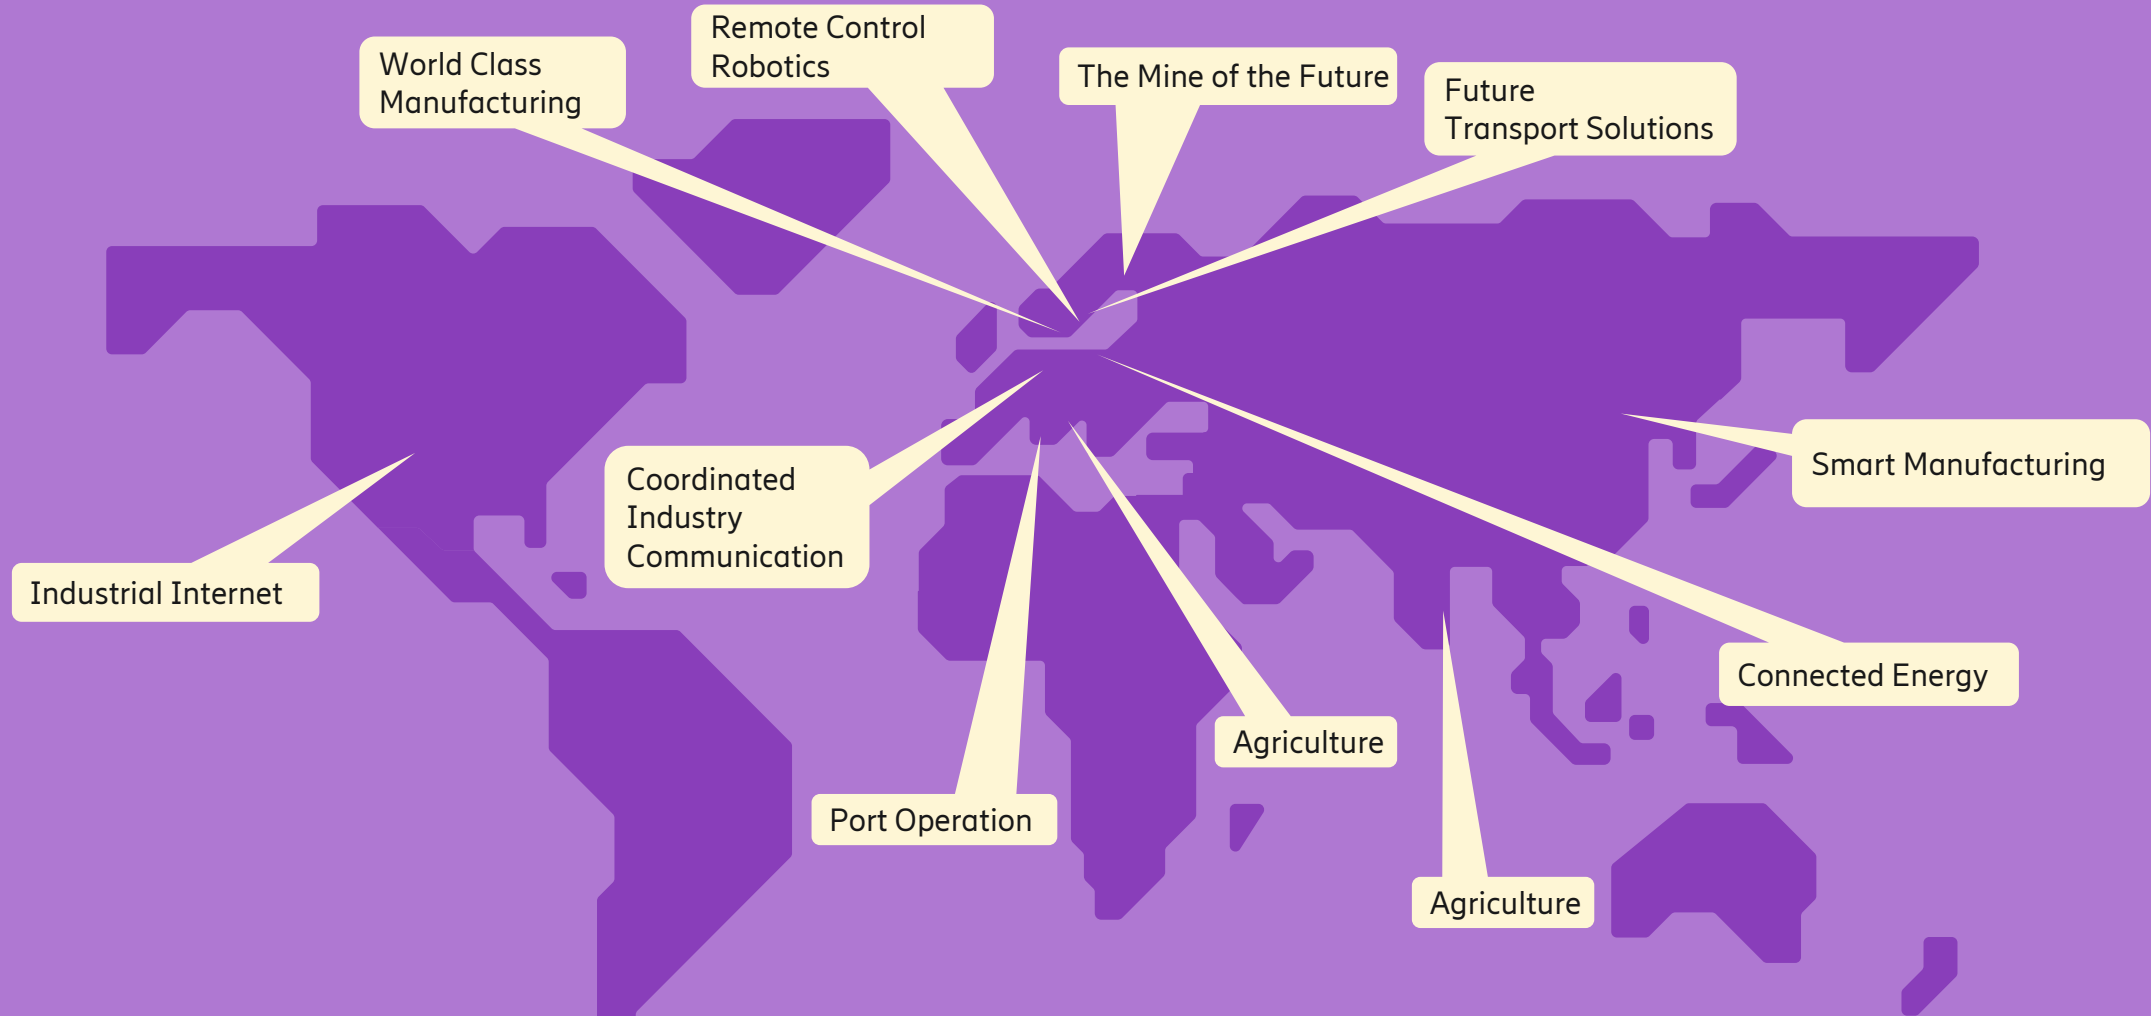 World Class
Manufacturing
Remote Control
Robotics
The Mine of the Future
Future
Transport Solutions
Coordinated
Industry
Communication
Smart Manufacturing
Industrial Internet
Connected Energy
Agriculture
Port Operation
Agriculture